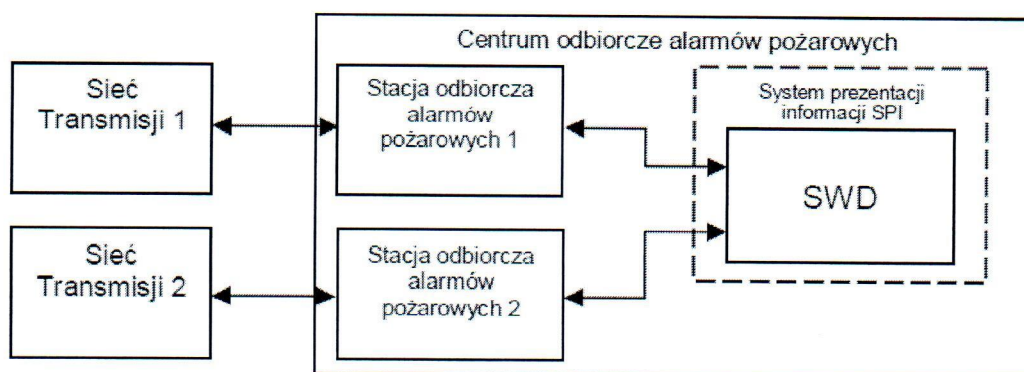 Centrum odbiorcze alarmów pożarowych
Sieć
Transmisji 1
Stacja odbiorcza
alarmów
pożarowych 1
System prezentacji
informacji SPI
SWD
Sieć
Transmisji 2
Stacja odbiorcza
alarmów
pożarowych 2